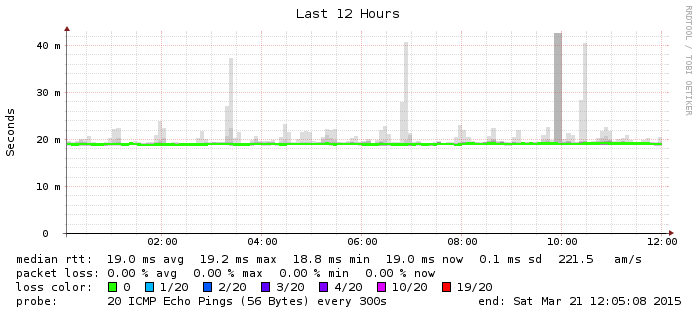 Last 12 Hours
RRDTOOL / TOBI OETIKER
Seconds
40 m
30 m
20 m
10 m
0
02:00 04:00 06:00 08:00 10:00 12:00
median rtt: 19.0 ms avg 19.2 ms max 18.8 ms min 19.0 ms now 0.1 ms sd 221.5 am/s
packet loss: 0.00 % avg 0.00 % max 0.00 % min 0.00 % now
loss color: 0 1/20 2/20 3/20 4/20 10/20 19/20
probe: 20 ICMP Echo Pings (56 Bytes) every 300s end: Sat Mar 21 12:05:08 2015